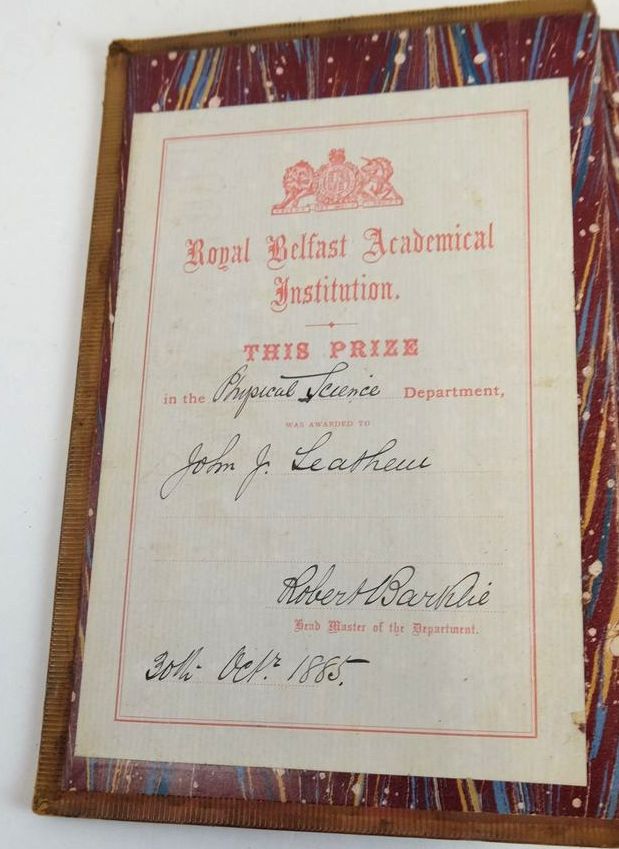 Royal Belfast Academical
Institution.
THIS PRIZE
in the Physical Science Department,
WAS AWARDED TO
John J. Leathem
Robert Barklie
Head Master of the Department.
30th Octr. 1885.